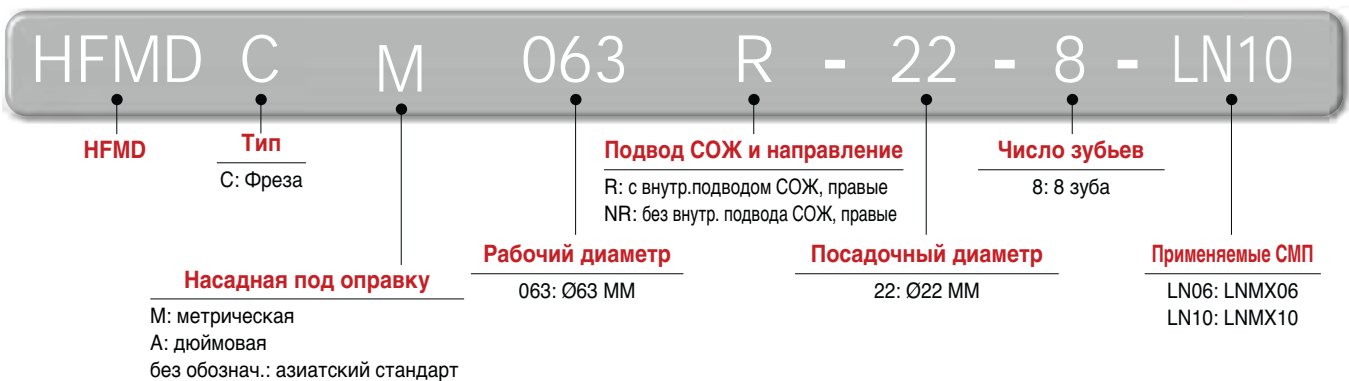 HFMD C M 063 R - 22 - 8 - LN10
HFMD
Тип
С: Фреза
Насадная под оправку
М: метрическая
А: дюймовая
без обознач.: азиатский стандарт
Рабочий диаметр
063: Ø63 ММ
Подвод СОЖ и направление
R: с внутр.подводом СОЖ, правые
NR: без внутр. подвода СОЖ, правые
Посадочный диаметр
22: Ø22 ММ
Число зубьев
8: 8 зуба
Применяемые СМП
LN06: LNMX06
LN10: LNMX10